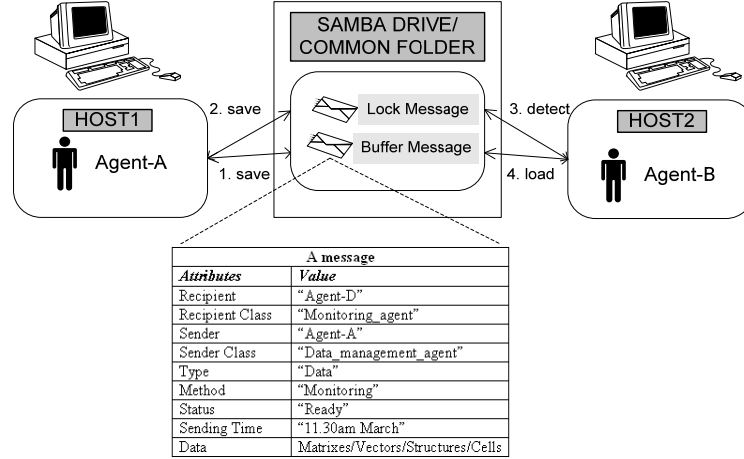 SAMBA DRIVE/
COMMON FOLDER
HOST1
Agent-A
2. save
1. save
Lock Message
Buffer Message
3. detect
4. load
HOST2
Agent-B
A message
Attributes Value
Recipient “Agent-D”
Recipient Class “Monitoring_agent”
Sender “Agent-A”
Sender Class “Data_management_agent”
Type “Data”
Method “Monitoring”
Status “Ready”
Sending Time “11.30am March”
Data Matrixes/Vectors/Structures/Cells